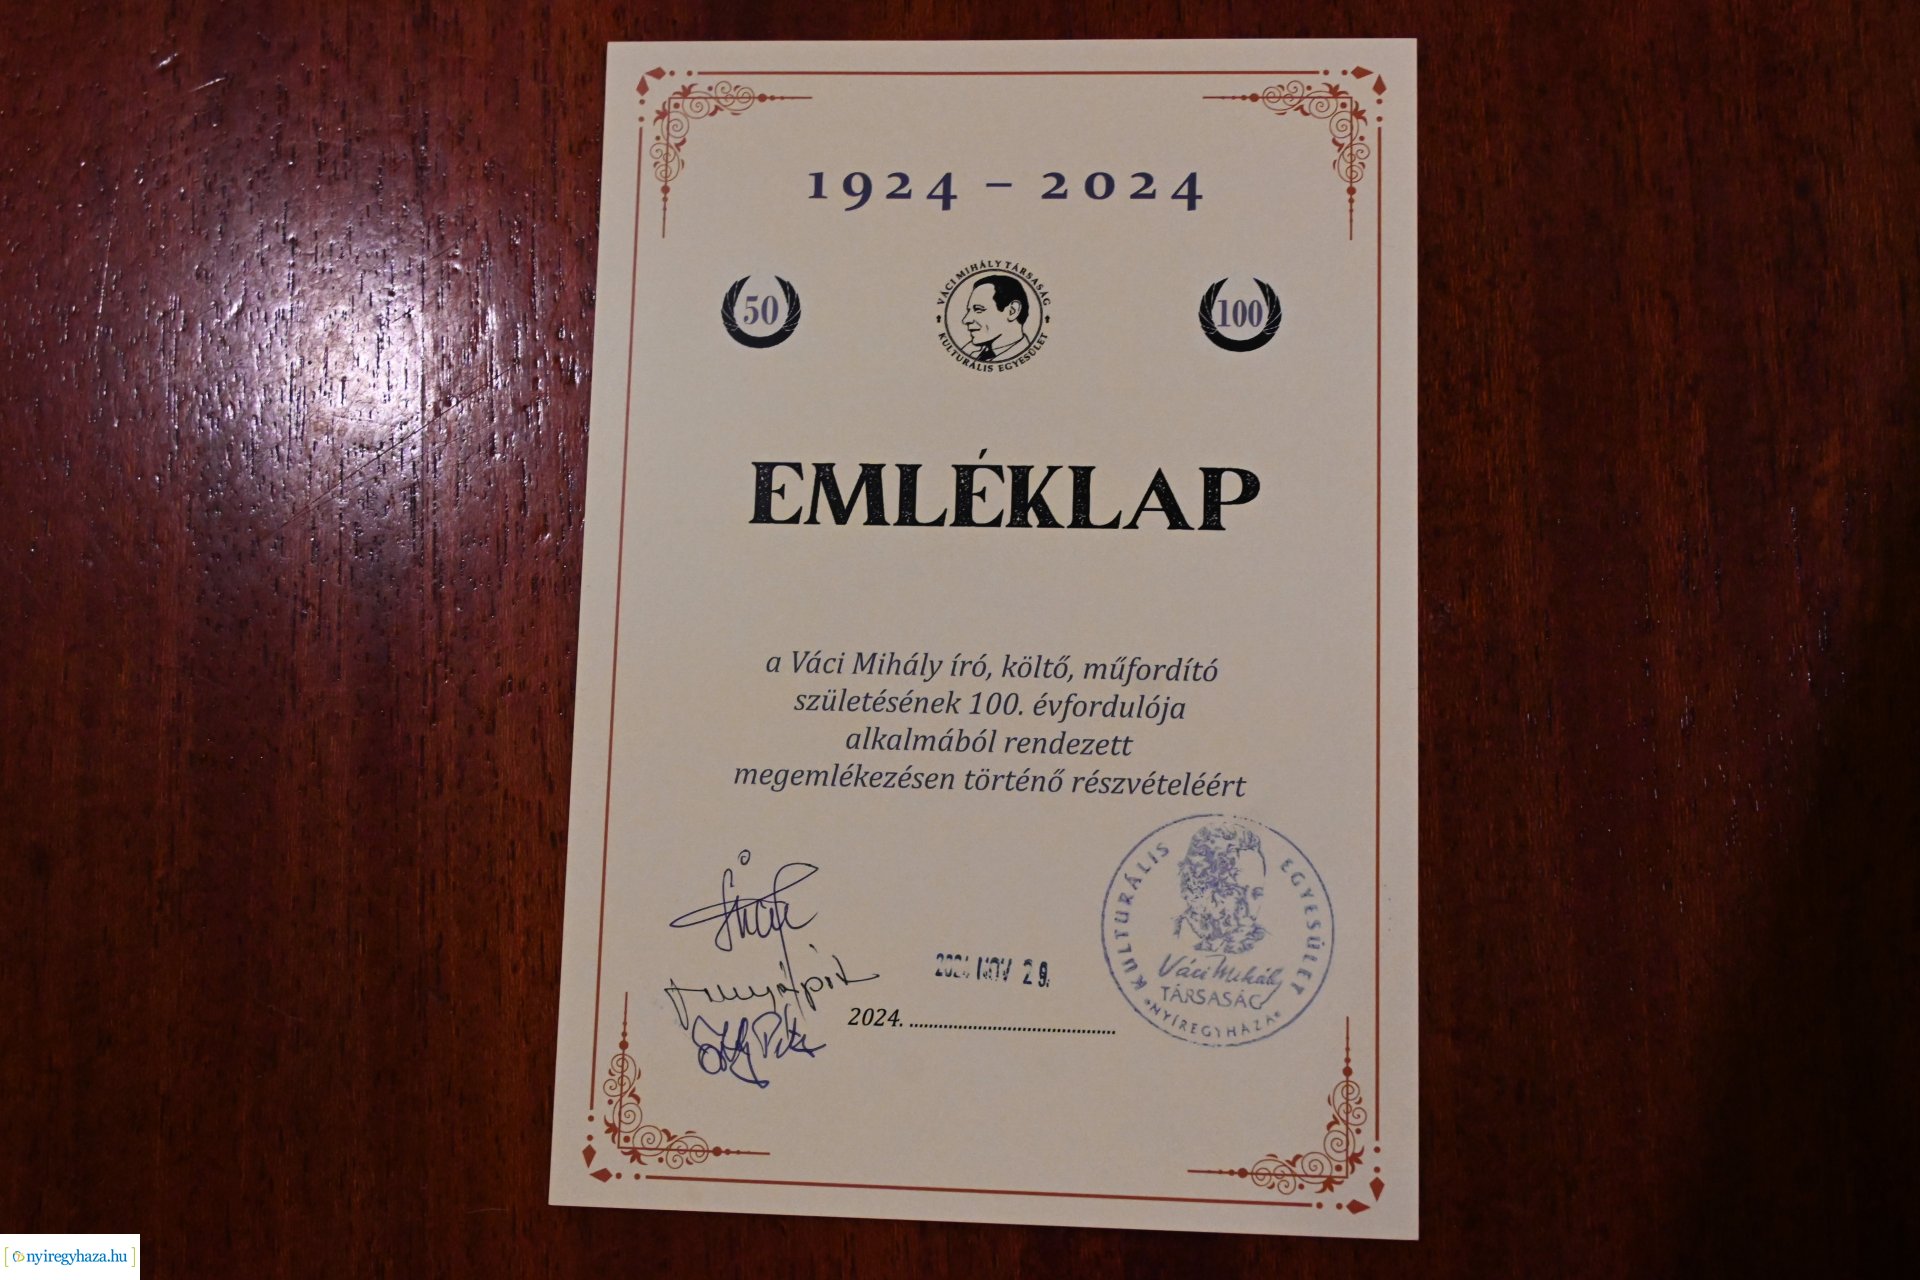 1924 – 2024
50
VÁCI MIHÁLY TÁRSASÁG
KULTURÁLIS EGYESÜLET
100
EMLÉKLAP
a Váci Mihály író, költő, műfordító
születésének 100. évfordulója
alkalmából rendezett
megemlékezésen történő részvételéért
KULTURÁLIS EGYESÜLET
Váci Mihály
TÁRSASÁG
NYÍREGYHÁZA
2024 NOV 29.
2024. ........................................
nyiregyhaza.hu